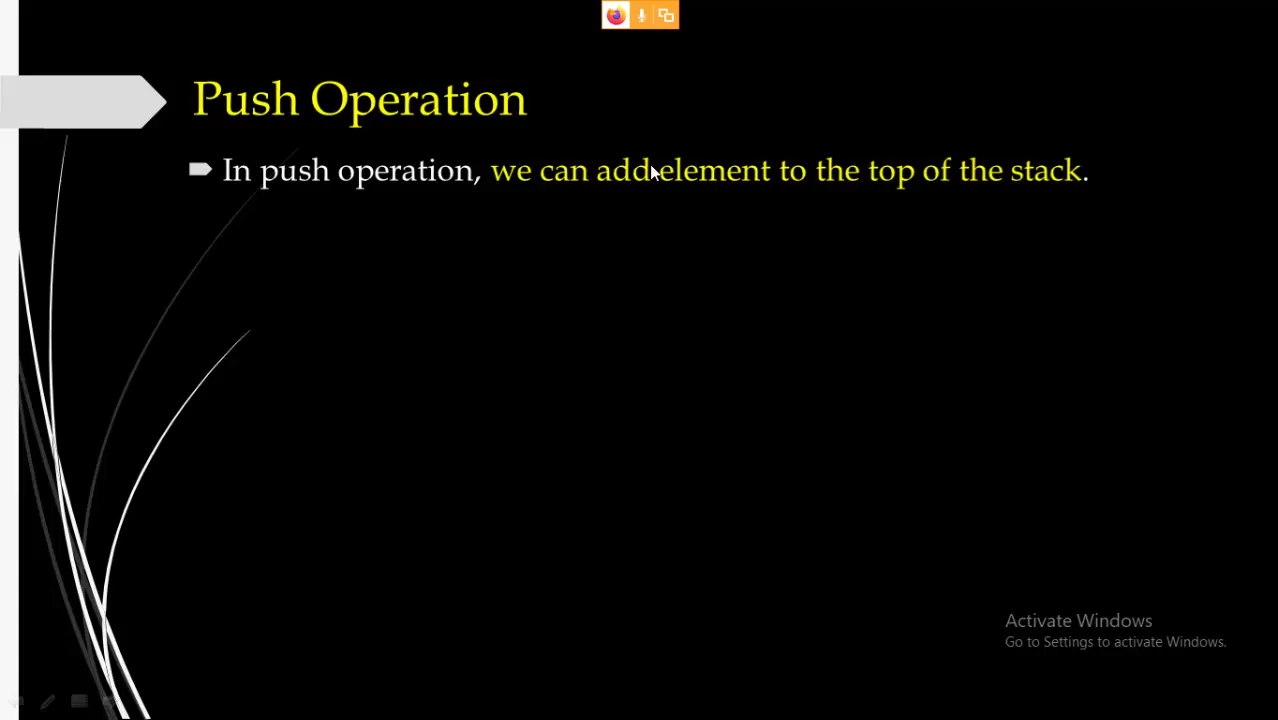 Push Operation
In push operation, we can add element to the top of the stack.
Activate Windows
Go to Settings to activate Windows.